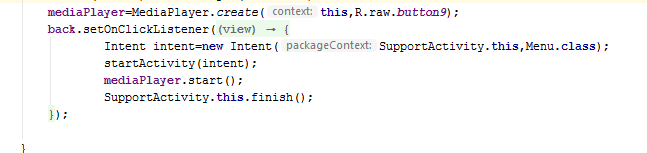 mediaPlayer=MediaPlayer.create( context: this,R.raw.button9);
back.setOnClickListener((view) → {
Intent intent=new Intent( packageContext: SupportActivity.this,Menu.class);
startActivity(intent);
mediaPlayer.start();
SupportActivity.this.finish();
});
}